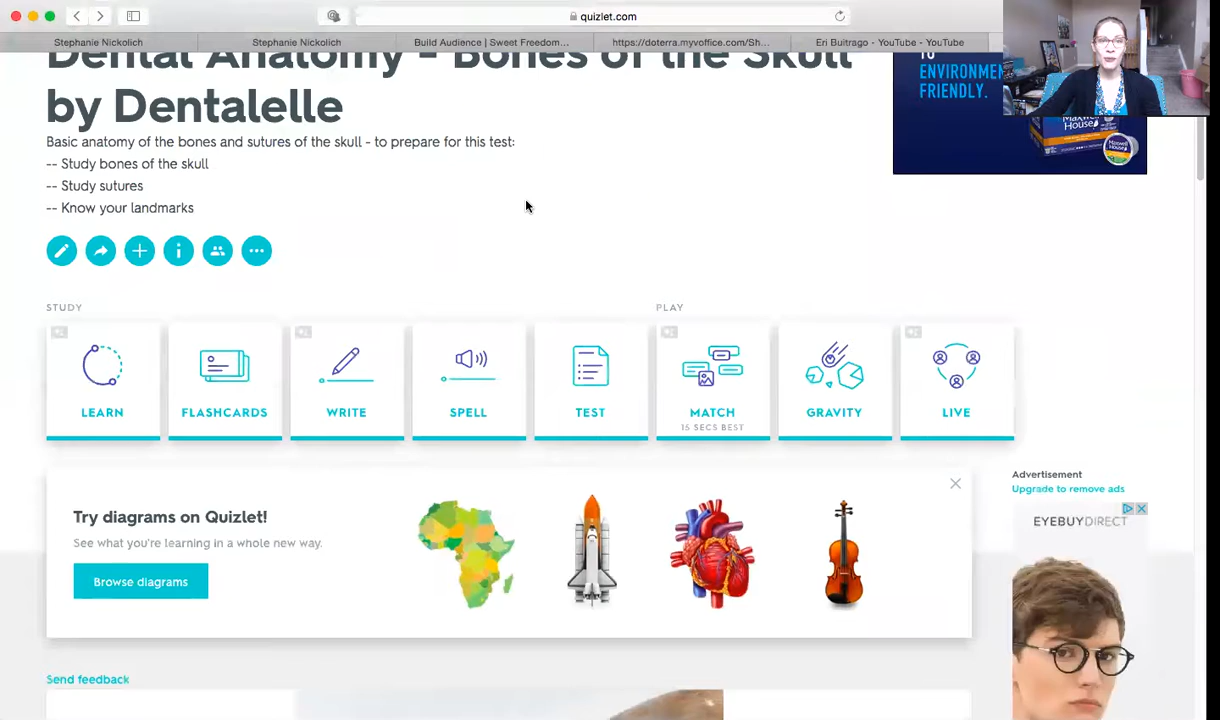 quizlet.com
Stephanie Nickolich
Stephanie Nickolich
Build Audience | Sweet Freedom...
https://doterra.myvoffice.com/Sh...
Eri Buitrago - YouTube - YouTube
Dental Anatomy - Bones of the Skull
by Dentalelle
TO
ENVIRONMEN
FRIENDLY.
Maxwell
House
Basic anatomy of the bones and sutures of the skull - to prepare for this test:
-- Study bones of the skull
-- Study sutures
-- Know your landmarks
STUDY
PLAY
LEARN
FLASHCARDS
WRITE
SPELL
TEST
MATCH
15 SECS BEST
GRAVITY
LIVE
Try diagrams on Quizlet!
See what you're learning in a whole new way.
Browse diagrams
Advertisement
Upgrade to remove ads
EYEBUYDIRECT
Send feedback